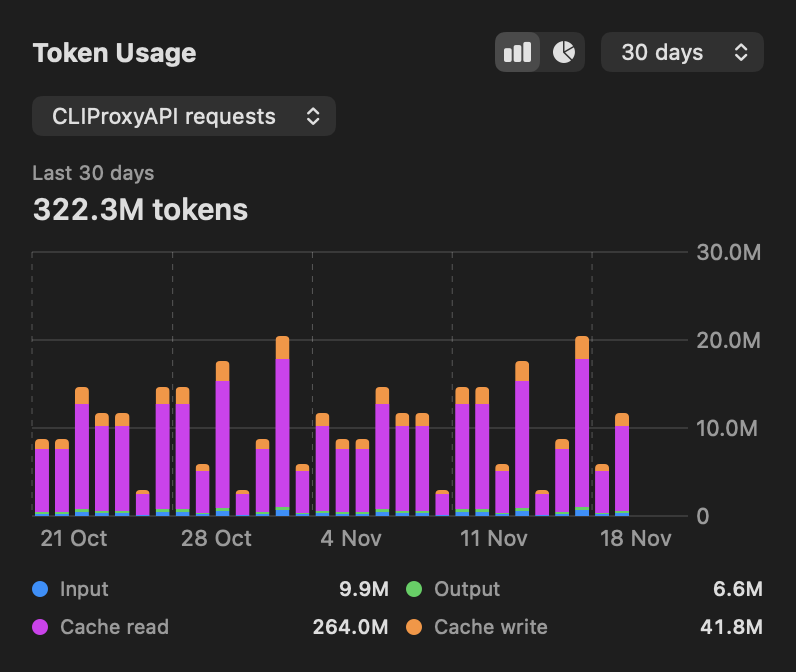 Token Usage
30 days
CLIProxyAPI requests
Last 30 days
322.3M tokens
30.0M
20.0M
10.0M
0
21 Oct 28 Oct 4 Nov 11 Nov 18 Nov
Input 9.9M Output 6.6M
Cache read 264.0M Cache write 41.8M